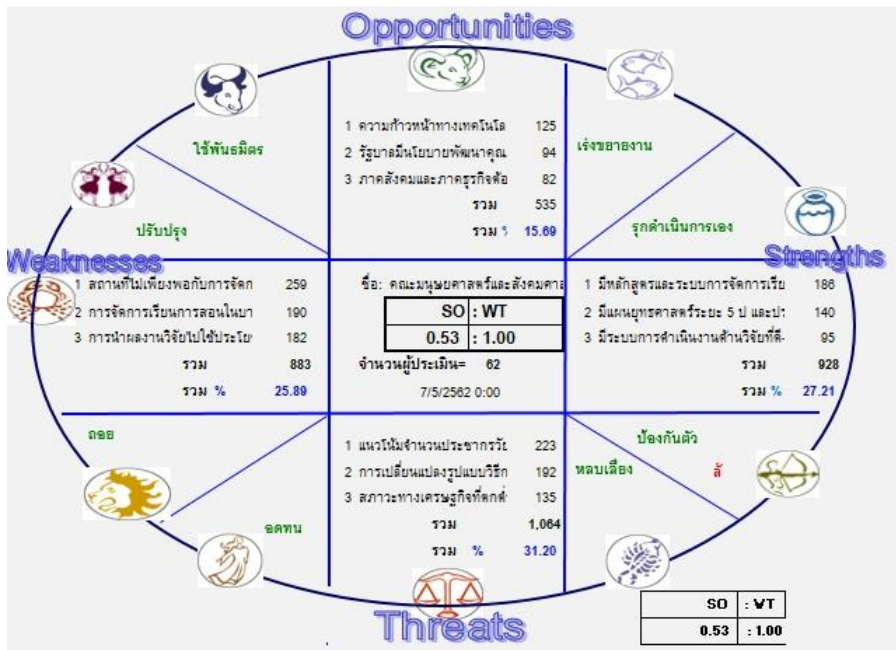 Opportunities
1 ความก้าวหน้าทางเทคโนโล 125
2 รัฐบาลมีนโยบายพัฒนาคุณ 94
3 ภาคสังคมและภาคธุรกิจต้อ 82
รวม 535
รวม % 15.69
ใช้พันธมิตร
เร่งขยายงาน
ปรับปรุง
รุกดำเนินการเอง
Weaknesses
Strengths
1 สถานที่ไม่เพียงพอกับการจัดก 259
2 การจัดการเรียนการสอนในบา 190
3 การนำผลงานวิจัยไปใช้ประโย 182
รวม 883
รวม % 25.89
ชื่อ: คณะมนุษยศาสตร์และสังคมศา
SO : WT
0.53 : 1.00
จำนวนผู้ประเมิน= 62
7/5/2562 0:00
1 มีหลักสูตรและระบบการจัดการเรีย 186
2 มีแผนยุทธศาสตร์ระยะ 5 ปี และปร 140
3 มีระบบการดำเนินงานด้านวิจัยที่ดี 95
รวม 928
รวม % 27.21
ถอย
อดทน
1 แนวโน้มจำนวนประชากรวัย 223
2 การเปลี่ยนแปลงรูปแบบวิธีก 192
3 สภาวะทางเศรษฐกิจที่ตกต่ำ 135
รวม 1,064
รวม % 31.20
ป้องกันตัว
หลบเลี่ยง
Threats
SO : WT
0.53 : 1.00